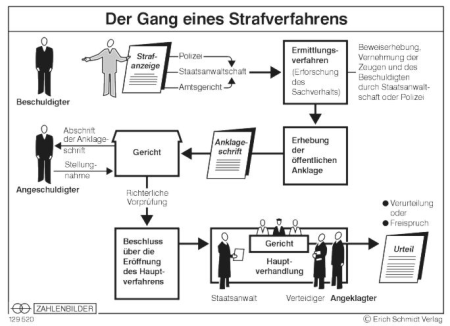 Der Gang eines Strafverfahrens
Straf-
anzeige
Polizei
Staatsanwaltschaft
Amtsgericht
Ermittlungs-
verfahren
(Erforschung
des
Sachverhalts)
Beweiserhebung,
Vernehmung der
Zeugen und des
Beschuldigten
durch Staatsanwalt-
schaft oder Polizei
Beschuldigter
Abschrift
der Anklage-
schrift
Stellung-
nahme
Angeschuldigter
Gericht
Anklage-
schrift
Erhebung
der
öffentlichen
Anklage
Richterliche
Vorprüfung
Beschluss
über die
Eröffnung
des Haupt-
verfahrens
Gericht
Haupt-
verhandlung
Staatsanwalt
Verteidiger
Angeklagter
● Verurteilung
oder
● Freispruch
Urteil
ZAHLENBILDER
129 520
© Erich Schmidt Verlag